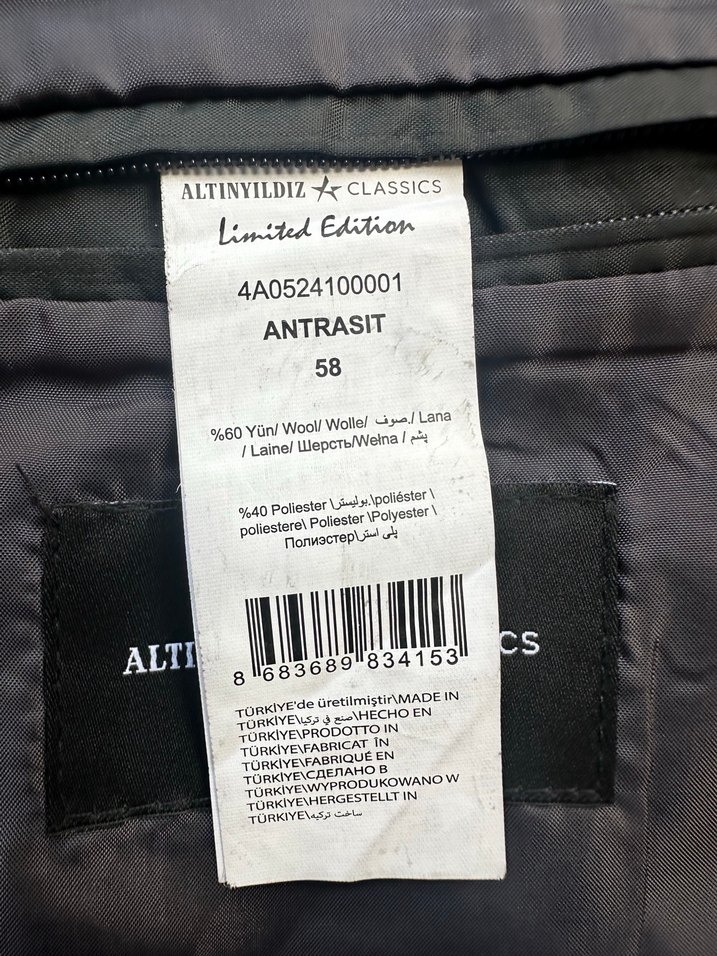 ALTINYILDIZ CLASSICS
Limited Edition
4A0524100001
ANTRASIT
58
%60 Yün/ Wool/ Wolle/ صوف./ Lana
/ Laine/ Шерсть/Wełna / پشم
%40 Poliester \بوليستر.\poliéster \
poliestere\ Poliester \Polyester \
Полиэстер\پلی استر
8 683689 834153
TÜRKİYE'de üretilmiştir\MADE IN
TÜRKİYE\صنع في تركيا\HECHO EN
TÜRKİYE\PRODOTTO IN
TÜRKİYE\FABRICAT ÎN
TÜRKİYE\FABRIQUÉ EN
TÜRKİYE\СДЕЛАНО В
TÜRKİYE\WYPRODUKOWANO W
TÜRKİYE\HERGESTELLT IN
TÜRKİYE\ساخت ترکیه
ALTI CS